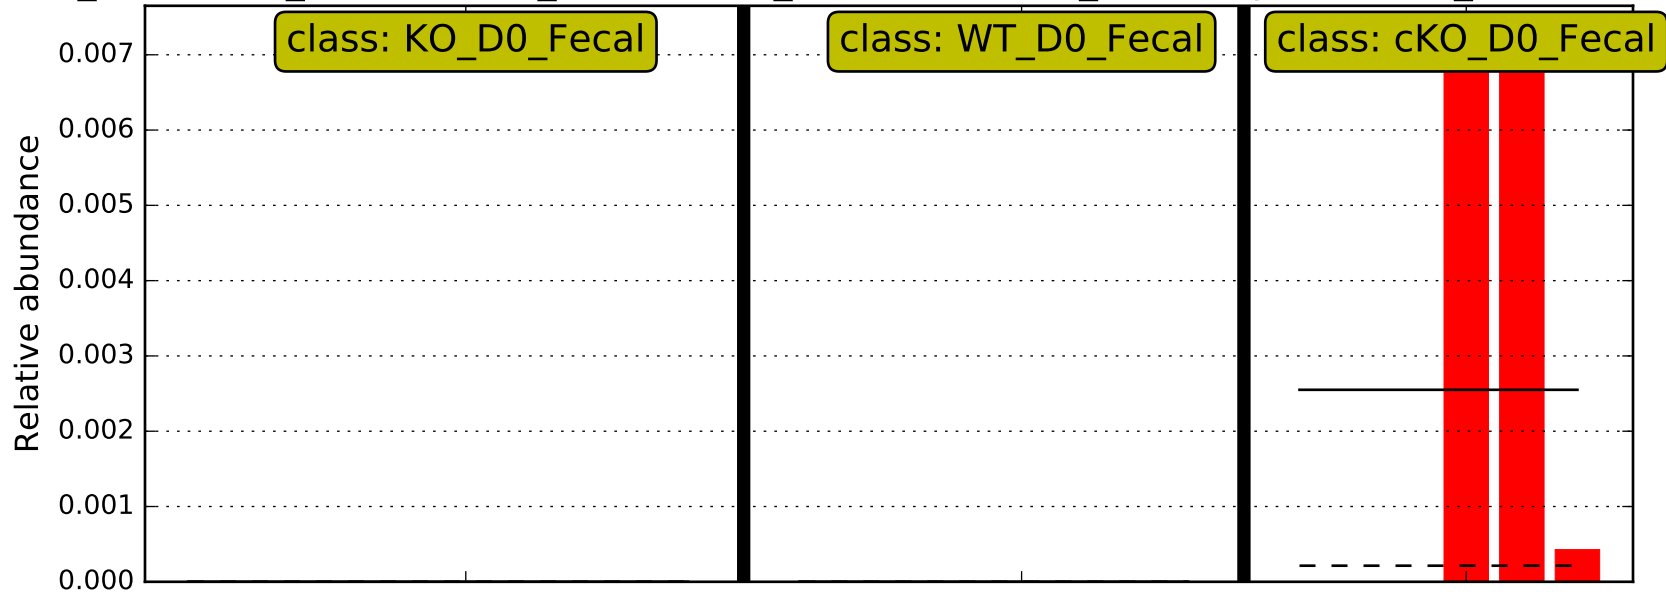 class: KO_D0_Fecal
class: WT_D0_Fecal
class: cKO_D0_Fecal
0.007
0.006
0.005
0.004
0.003
0.002
0.001
0.000
Relative abundance